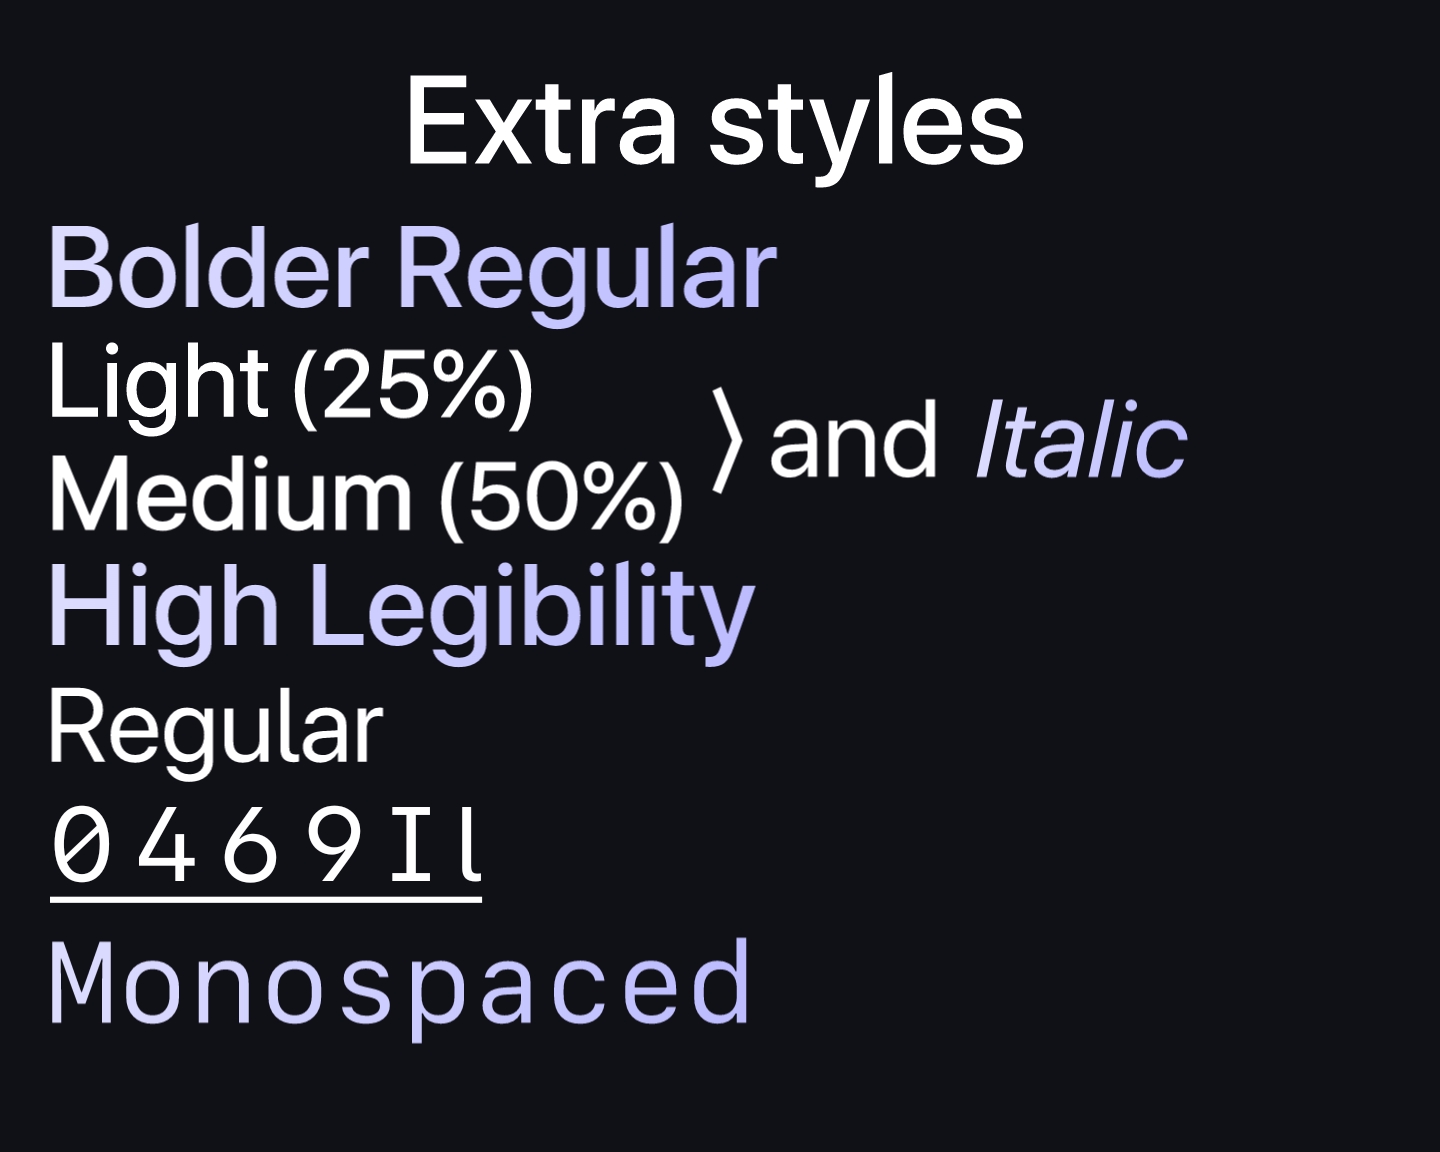 Extra styles
Bolder Regular
Light (25%)
Medium (50%)
⟩ and Italic
High Legibility
Regular
0469Il
Monospaced